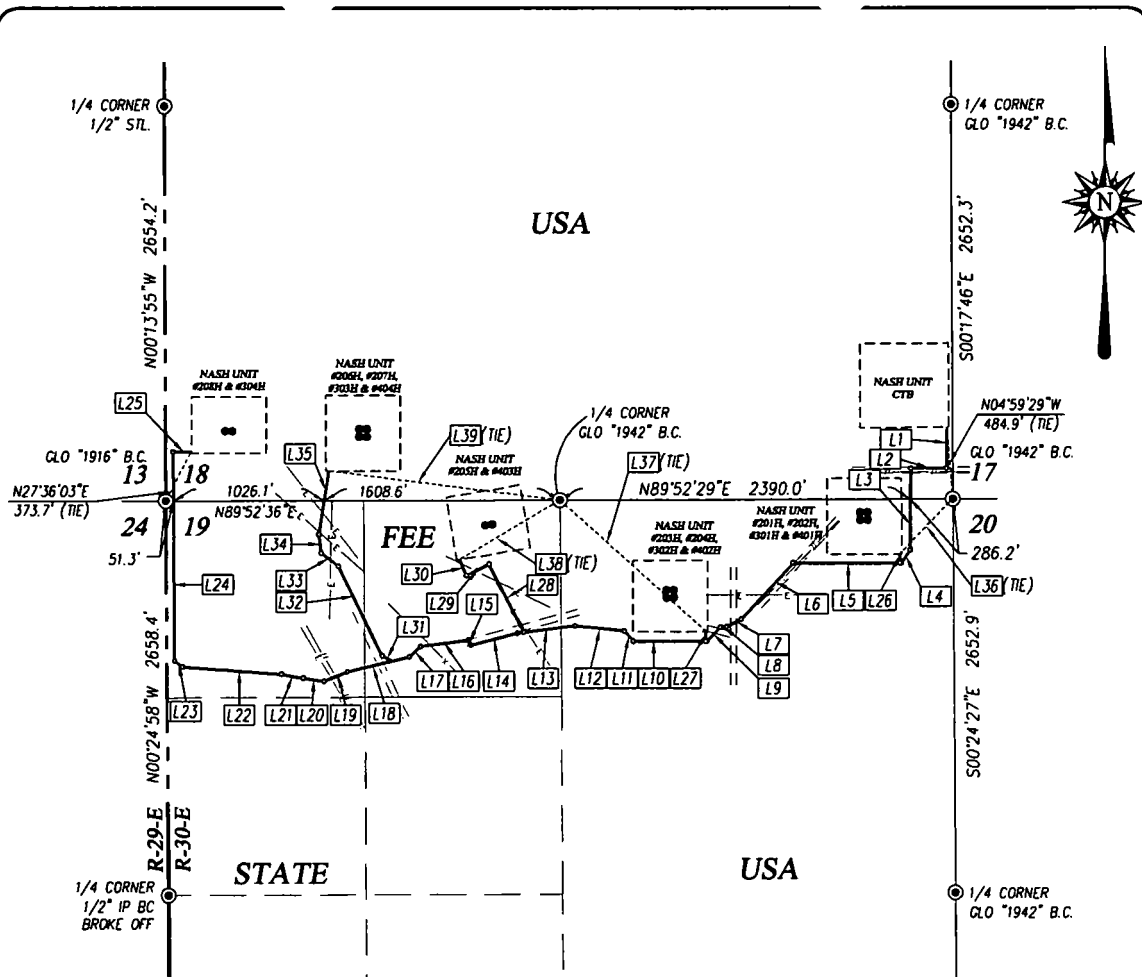 1/4 CORNER
1/2" STL.
1/4 CORNER
GLO "1942" B.C.
N
USA
N00°13'55"W 2654.2'
S00°17'46"E 2652.3'
NASH UNIT
#208H & #304H
NASH UNIT
#206H, #207H,
#303H & #404H
NASH UNIT
CTB
L25
1/4 CORNER
GLO "1942" B.C.
N04°59'29"W
484.9' (TIE)
L39 (TIE)
L1
L2
GLO "1916" B.C.
13 18
L35
NASH UNIT
#205H & #403H
L37 (TIE)
GLO "1942" B.C.
17
L3
N27°36'03"E
373.7' (TIE)
1026.1'
1608.6'
N89°52'29"E 2390.0'
N89°52'36"E
24 19
20
FEE
NASH UNIT
#203H, #204H,
#302H & #402H
NASH UNIT
#201H, #202H,
#301H & #401H
51.3'
286.2'
L34
L38 (TIE)
L30
L28
L33
L29
L15
L24
L32
L6
L5
L26
L4
L36 (TIE)
L31
L7
L8
L9
L17
L16
L14
L13
L12
L11
L10
L27
L23
L22
L21
L20
L19
L18
N00°24'58"W 2658.4'
S00°24'27"E 2652.9'
R-29-E
R-30-E
STATE
USA
1/4 CORNER
1/2" IP BC
BROKE OFF
1/4 CORNER
GLO "1942" B.C.